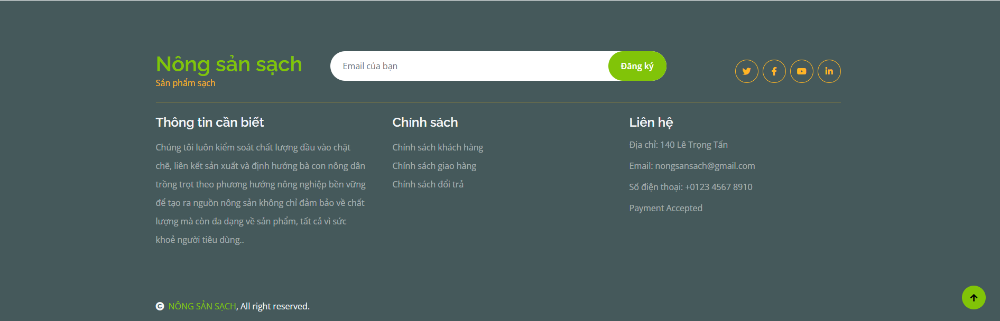 Nông sản sạch
Sản phẩm sạch
Email của bạn
Đăng ký
Thông tin cần biết
Chúng tôi luôn kiểm soát chất lượng đầu vào chặt
chẽ, liên kết sản xuất và định hướng bà con nông dân
trồng trọt theo phương hướng nông nghiệp bền vững
để tạo ra nguồn nông sản không chỉ đảm bảo về chất
lượng mà còn đa dạng về sản phẩm, tất cả vì sức
khoẻ người tiêu dùng..
Chính sách
Chính sách khách hàng
Chính sách giao hàng
Chính sách đổi trả
Liên hệ
Địa chỉ: 140 Lê Trọng Tấn
Email: nongsansach@gmail.com
Số điện thoại: +0123 4567 8910
Payment Accepted
© NÔNG SẢN SẠCH, All right reserved.